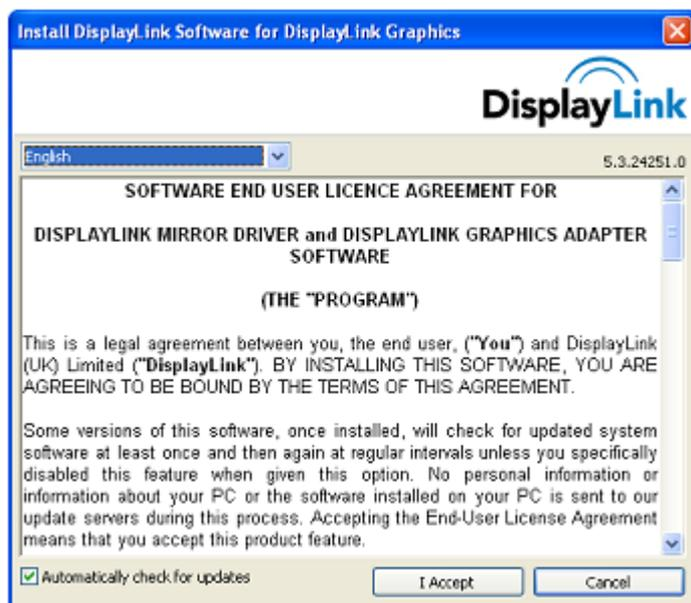 Install DisplayLink Software for DisplayLink Graphics
DisplayLink
English
5.3.24251.0
SOFTWARE END USER LICENCE AGREEMENT FOR
DISPLAYLINK MIRROR DRIVER and DISPLAYLINK GRAPHICS ADAPTER
SOFTWARE
(THE "PROGRAM")
This is a legal agreement between you, the end user, ("You") and DisplayLink
(UK) Limited ("DisplayLink"). BY INSTALLING THIS SOFTWARE, YOU ARE
AGREEING TO BE BOUND BY THE TERMS OF THIS AGREEMENT.
Some versions of this software, once installed, will check for updated system
software at least once and then again at regular intervals unless you specifically
disabled this feature when given this option. No personal information or
information about your PC or the software installed on your PC is sent to our
update servers during this process. Accepting the End-User License Agreement
means that you accept this product feature.
Automatically check for updates
I Accept
Cancel